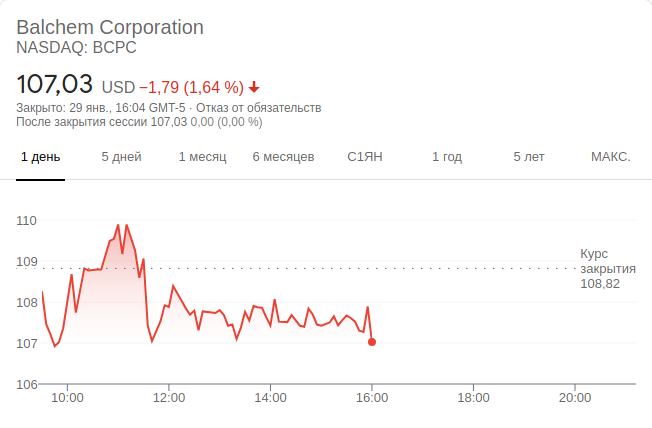 Balchem Corporation
NASDAQ: BCPC
107,03 USD −1,79 (1,64 %)
Закрыто: 29 янв., 16:04 GMT-5 · Отказ от обязательств
После закрытия сессии 107,03 0,00 (0,00 %)
1 день 5 дней 1 месяц 6 месяцев С1ЯН 1 год 5 лет МАКС.
110
109
108
107
106
Курс
закрытия
108,82
10:00 12:00 14:00 16:00 18:00 20:00